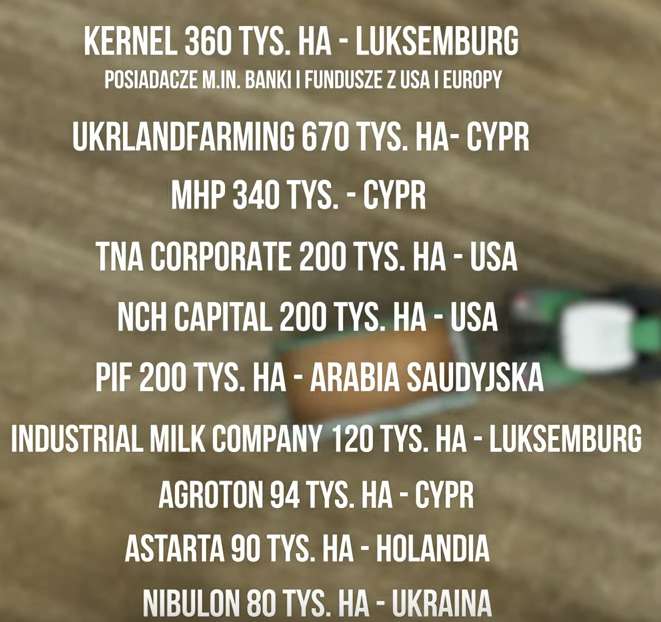 KERNEL 360 TYS. HA - LUKSEMBURG
POSIADACZE M.IN. BANKI I FUNDUSZE Z USA I EUROPY
UKRLANDFARMING 670 TYS. HA- CYPR
MHP 340 TYS. - CYPR
TNA CORPORATE 200 TYS. HA - USA
NCH CAPITAL 200 TYS. HA - USA
PIF 200 TYS. HA - ARABIA SAUDYJSKA
INDUSTRIAL MILK COMPANY 120 TYS. HA - LUKSEMBURG
AGROTON 94 TYS. HA - CYPR
ASTARTA 90 TYS. HA - HOLANDIA
NIBULON 80 TYS. HA - UKRAINA